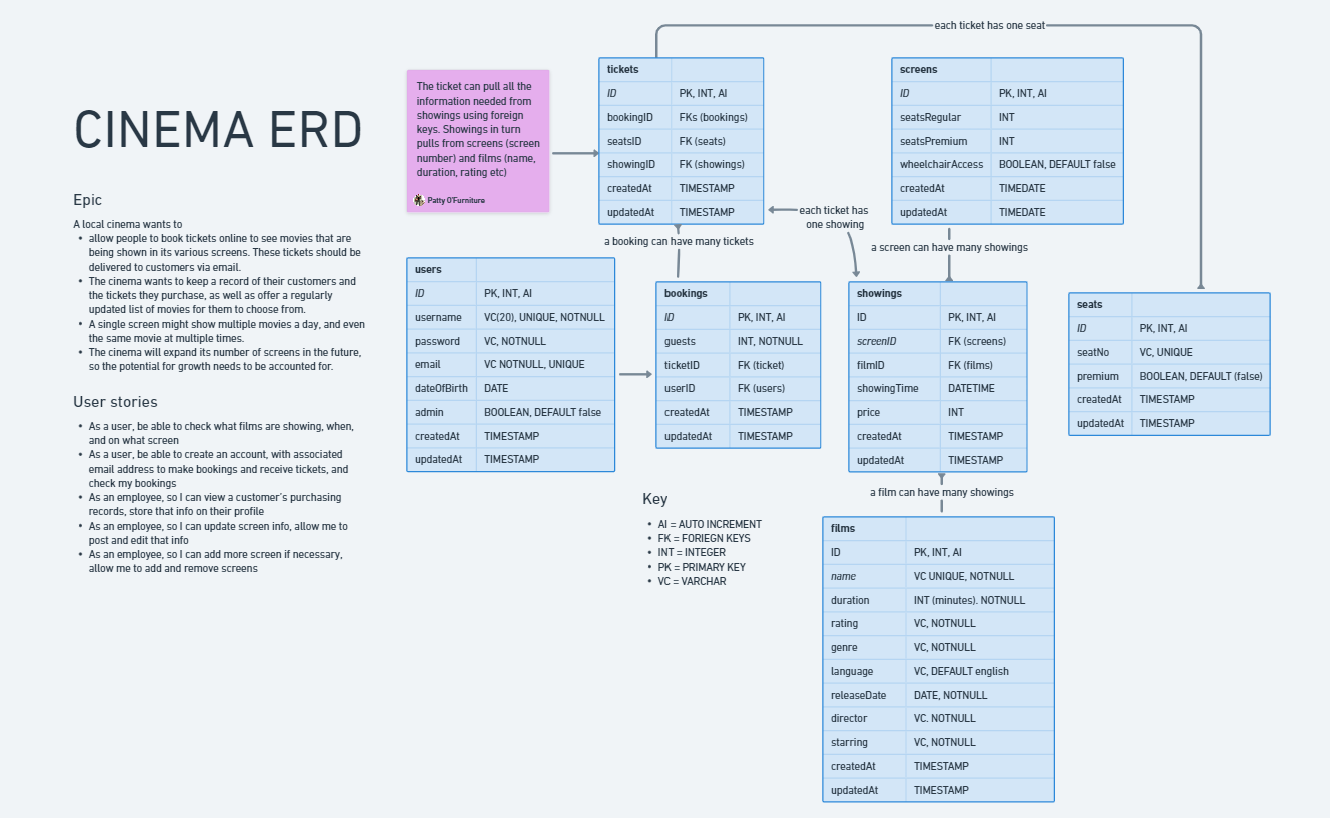 CINEMA ERD
Epic
A local cinema wants to
• allow people to book tickets online to see movies that are
being shown in its various screens. These tickets should be
delivered to customers via email.
• The cinema wants to keep a record of their customers and
the tickets they purchase, as well as offer a regularly
updated list of movies for them to choose from.
• A single screen might show multiple movies a day, and even
the same movie at multiple times.
• The cinema will expand its number of screens in the future,
so the potential for growth needs to be accounted for.
User stories
• As a user, be able to check what films are showing, when,
and on what screen
• As a user, be able to create an account, with associated
email address to make bookings and receive tickets, and
check my bookings
• As an employee, so I can view a customer's purchasing
records, store that info on their profile
• As an employee, so I can update screen info, allow me to
post and edit that info
• As an employee, so I can add more screen if necessary,
allow me to add and remove screens
The ticket can pull all the
information needed from
showings using foreign
keys. Showings in turn
pulls from screens (screen
number) and films (name,
duration, rating etc)
Patty O'Furniture
each ticket has one seat
tickets
ID PK, INT, AI
bookingID FKs (bookings)
seatsID FK (seats)
showingID FK (showings)
createdAt TIMESTAMP
updatedAt TIMESTAMP
screens
ID PK, INT, AI
seatsRegular INT
seatsPremium INT
wheelchairAccess BOOLEAN, DEFAULT false
createdAt TIMEDATE
updatedAt TIMEDATE
each ticket has
one showing
a booking can have many tickets
a screen can have many showings
users
ID PK, INT, AI
username VC(20), UNIQUE, NOTNULL
password VC, NOTNULL
email VC NOTNULL, UNIQUE
dateOfBirth DATE
admin BOOLEAN, DEFAULT false
createdAt TIMESTAMP
updatedAt TIMESTAMP
bookings
ID PK, INT, AI
guests INT, NOTNULL
ticketID FK (ticket)
userID FK (users)
createdAt TIMESTAMP
updatedAt TIMESTAMP
showings
ID PK, INT, AI
screenID FK (screens)
filmID FK (films)
showingTime DATETIME
price INT
createdAt TIMESTAMP
updatedAt TIMESTAMP
seats
ID PK, INT, AI
seatNo VC, UNIQUE
premium BOOLEAN, DEFAULT (false)
createdAt TIMESTAMP
updatedAt TIMESTAMP
a film can have many showings
Key
• AI = AUTO INCREMENT
• FK = FORIEGN KEYS
• INT = INTEGER
• PK = PRIMARY KEY
• VC = VARCHAR
films
ID PK, INT, AI
name VC UNIQUE, NOTNULL
duration INT (minutes). NOTNULL
rating VC, NOTNULL
genre VC, NOTNULL
language VC, DEFAULT english
releaseDate DATE, NOTNULL
director VC. NOTNULL
starring VC, NOTNULL
createdAt TIMESTAMP
updatedAt TIMESTAMP